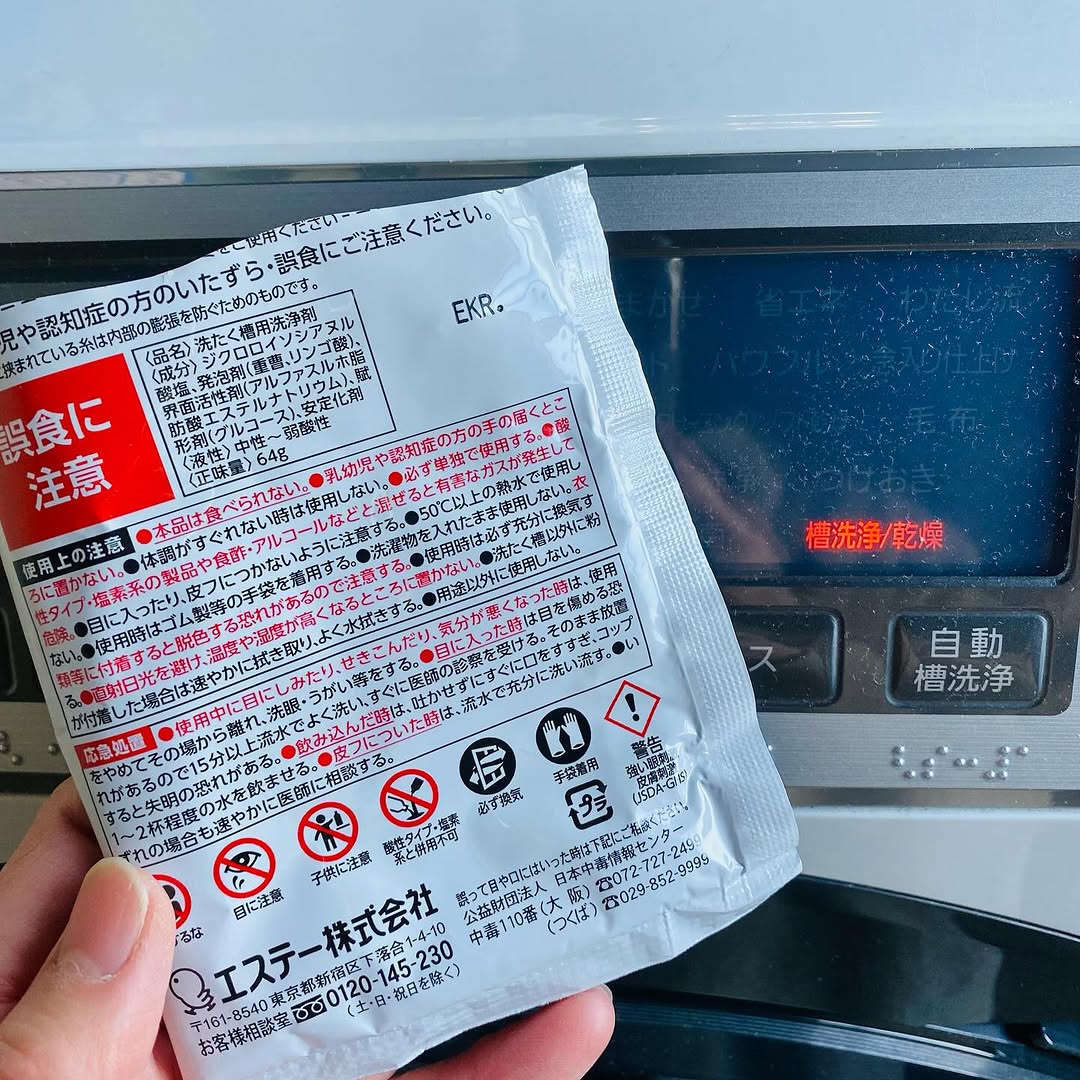 をご使用ください
児や認知症の方のいたずら・誤食にご注意ください。
挟まれている糸は内部の膨張を防ぐためのものです。
EKR。
誤食に
注意
〈品名〉洗たく槽用洗浄剤
〈成分〉ジクロロイソシアヌル
酸塩、発泡剤(重曹、リンゴ酸)、
界面活性剤(アルファスルホ脂
肪酸エステルナトリウム)、賦
形剤(グルコース)、安定化剤
〈液性〉中性～弱酸性
〈正味量〉64g
使用上の注意 ●本品は食べられない。●乳幼児や認知症の方の手の届くとこ
ろに置かない。●体調がすぐれない時は使用しない。●必ず単独で使用する。●酸
性タイプ・塩素系の製品や食酢・アルコールなどと混ぜると有害なガスが発生して
危険。●目に入ったり、皮フにつかないように注意する。●50℃以上の熱水で使用し
ない。●使用時はゴム製等の手袋を着用する。●洗濯物を入れたまま使用しない。衣
類等に付着すると脱色する恐れがあるので注意する。●使用時は必ず充分に換気す
る。●直射日光を避け、温度や湿度が高くなるところに置かない。●洗たく槽以外に粉
が付着した場合は速やかに拭き取り、よく水拭きする。●用途以外に使用しない。
応急処置 ●使用中に目にしみたり、せきこんだり、気分が悪くなった時は、使用
をやめてその場から離れ、洗眼・うがい等をする。●目に入った時は目を傷める恐
れがあるので15分以上流水でよく洗い、すぐに医師の診察を受ける。そのまま放置
すると失明の恐れがある。●飲み込んだ時は、吐かせずにすぐに口をすすぎ、コップ
1～2杯程度の水を飲ませる。●皮フについた時は、流水で充分に洗い流す。●い
ずれの場合も速やかに医師に相談する。
るな
目に注意
子供に注意
酸性タイプ・塩素
系と併用不可
必ず換気
手袋着用
警告
強い眼刺
皮膚刺激
(JSDA-G15)
エステー株式会社
〒161-8540 東京都新宿区下落合1-4-10
お客様相談室 0120-145-230
(土・日・祝日を除く)
誤って目や口にはいった時は下記にご相談ください。
公益財団法人 日本中毒情報センター
中毒110番(大 阪)☎072-727-2499
(つくば)☎029-852-9999
まかせ 省エネ わたし流
パワフル 念入り仕上げ
毛布
つけおき
槽洗浄/乾燥
ス
自動
槽洗浄